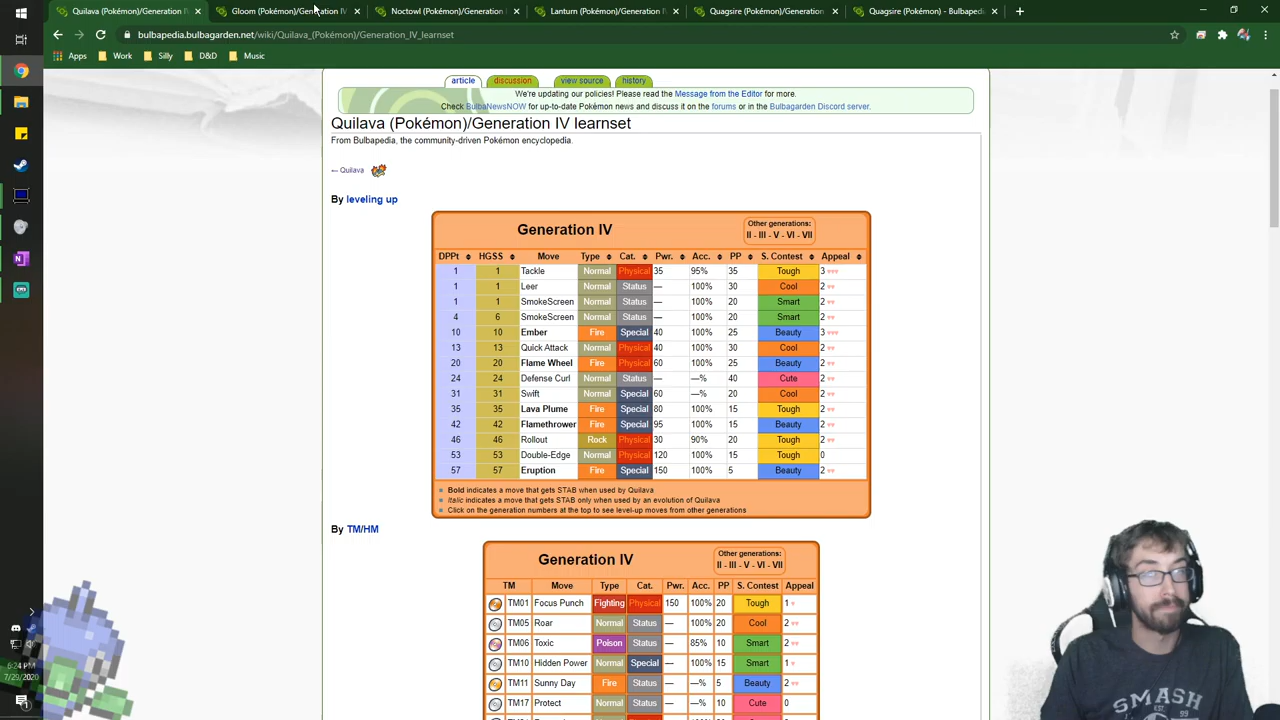 (Pokémon)/Generation IV
Gloom (Pokémon)/Generation IV le
Lanturn (Pokémon)/Generation IV
Quagsire (Pokémon)/Generation I
Quagsire (Pokémon) - Bulbapedi
bulbapedia.bulbagarden.net/wiki/Quilava_(Pokémon)/Generation_IV_learnset
Apps Work Silly D&D Music
article discussion view source history
We're updating our policies! Please read the Message from the Editor for more.
Check BulbaNewsNOW for up-to-date Pokémon news and discuss it on the forums or in the Bulbagarden Discord server.
Quilava (Pokémon)/Generation IV learnset
From Bulbapedia, the community-driven Pokémon encyclopedia.
← Quilava
By leveling up
Generation IV
Other generations:
II - III - V - VI - VII
DPPt HGSS Move Type Cat. Pwr. Acc. PP S. Contest Appeal
1 1 Tackle Normal Physical 35 95% 35 Tough 3 ♥♥♥
1 1 Leer Normal Status — 100% 30 Cool 2 ♥♥
1 1 SmokeScreen Normal Status — 100% 20 Smart 2 ♥♥
4 6 SmokeScreen Normal Status — 100% 20 Smart 2 ♥♥
10 10 Ember Fire Special 40 100% 25 Beauty 3 ♥♥♥
13 13 Quick Attack Normal Physical 40 100% 30 Cool 2 ♥♥
20 20 Flame Wheel Fire Physical 60 100% 25 Beauty 2 ♥♥
24 24 Defense Curl Normal Status — —% 40 Cute 2 ♥♥
31 31 Swift Normal Special 60 —% 20 Cool 2 ♥♥
35 35 Lava Plume Fire Special 80 100% 15 Tough 2 ♥♥
42 42 Flamethrower Fire Special 95 100% 15 Beauty 2 ♥♥
46 46 Rollout Rock Physical 30 90% 20 Tough 2 ♥♥
53 53 Double-Edge Normal Physical 120 100% 15 Tough 0
57 57 Eruption Fire Special 150 100% 5 Beauty 2 ♥♥
Bold indicates a move that gets STAB when used by Quilava
Italic indicates a move that gets STAB only when used by an evolution of Quilava
Click on the generation numbers at the top to see level-up moves from other generations
By TM/HM
Generation IV
Other generations:
II - III - V - VI - VII
TM Move Type Cat. Pwr. Acc. PP S. Contest Appeal
TM01 Focus Punch Fighting Physical 150 100% 20 Tough 1 ♥
TM05 Roar Normal Status — 100% 20 Cool 2 ♥♥
TM06 Toxic Poison Status — 85% 10 Smart 2 ♥♥
TM10 Hidden Power Normal Special — 100% 15 Smart 1 ♥
TM11 Sunny Day Fire Status — —% 5 Beauty 2 ♥♥
TM17 Protect Normal Status — —% 10 Cute 0
5:24 PM
7/29/2020
SMASH
99